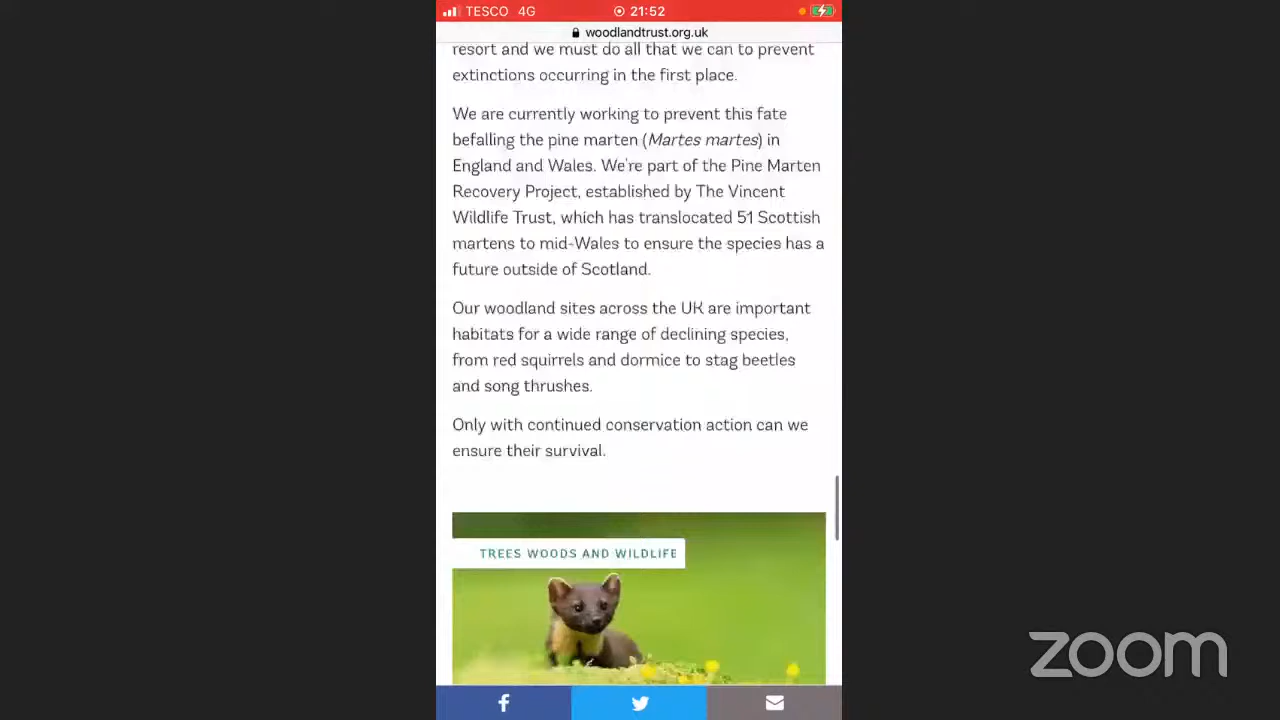 TESCO 4G 21:52
woodlandtrust.org.uk
resort and we must do all that we can to prevent
extinctions occurring in the first place.
We are currently working to prevent this fate
befalling the pine marten (Martes martes) in
England and Wales. We're part of the Pine Marten
Recovery Project, established by The Vincent
Wildlife Trust, which has translocated 51 Scottish
martens to mid-Wales to ensure the species has a
future outside of Scotland.
Our woodland sites across the UK are important
habitats for a wide range of declining species,
from red squirrels and dormice to stag beetles
and song thrushes.
Only with continued conservation action can we
ensure their survival.
TREES WOODS AND WILDLIFE
zoom